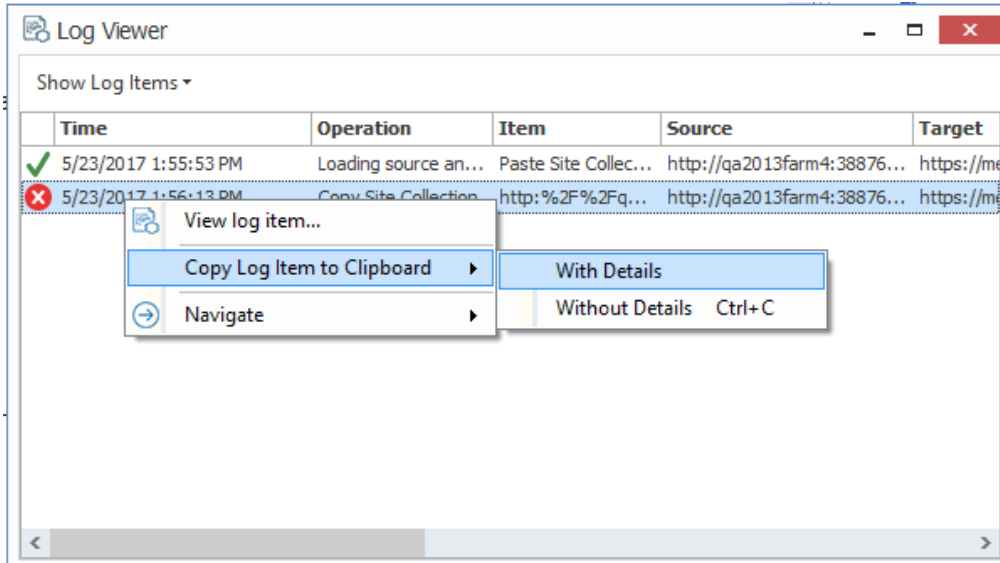 Log Viewer
Show Log Items
Time Operation Item Source Target
5/23/2017 1:55:53 PM Loading source an... Paste Site Collec... http://qa2013farm4:38876... https://me
5/23/2017 1:56:13 PM Copy Site Collection http:%2F%2Fq... http://qa2013farm4:38876... https://me
View log item...
Copy Log Item to Clipboard
With Details
Without Details Ctrl+C
Navigate